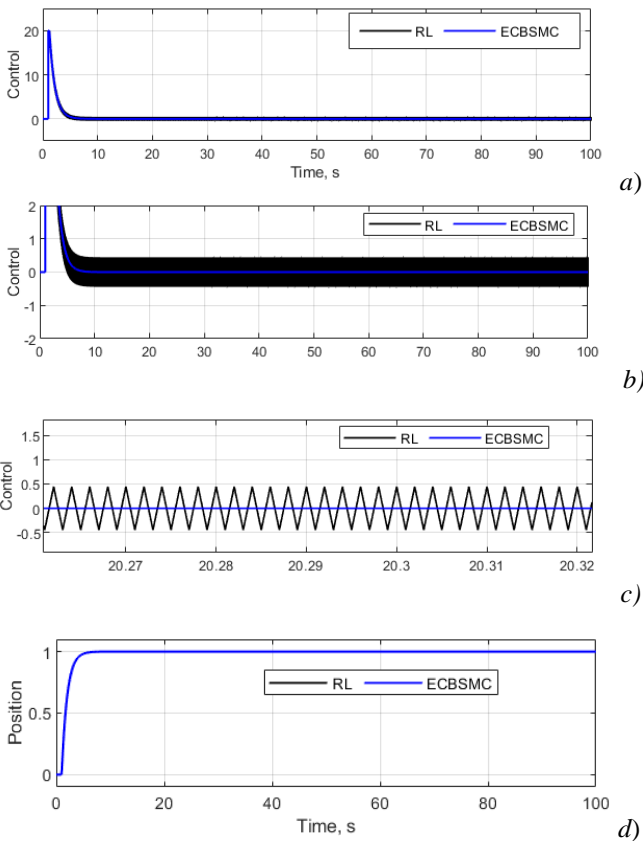 RL ECBSMC
20
10
0
Control
0 10 20 30 40 50 60 70 80 90 100
Time, s
a)
RL ECBSMC
2
1
0
-1
-2
Control
0 10 20 30 40 50 60 70 80 90 100
b)
RL ECBSMC
1.5
1
0.5
0
-0.5
Control
20.27 20.28 20.29 20.3 20.31 20.32
c)
1
0.5
0
Position
RL ECBSMC
0 20 40 60 80 100
Time, s
d)